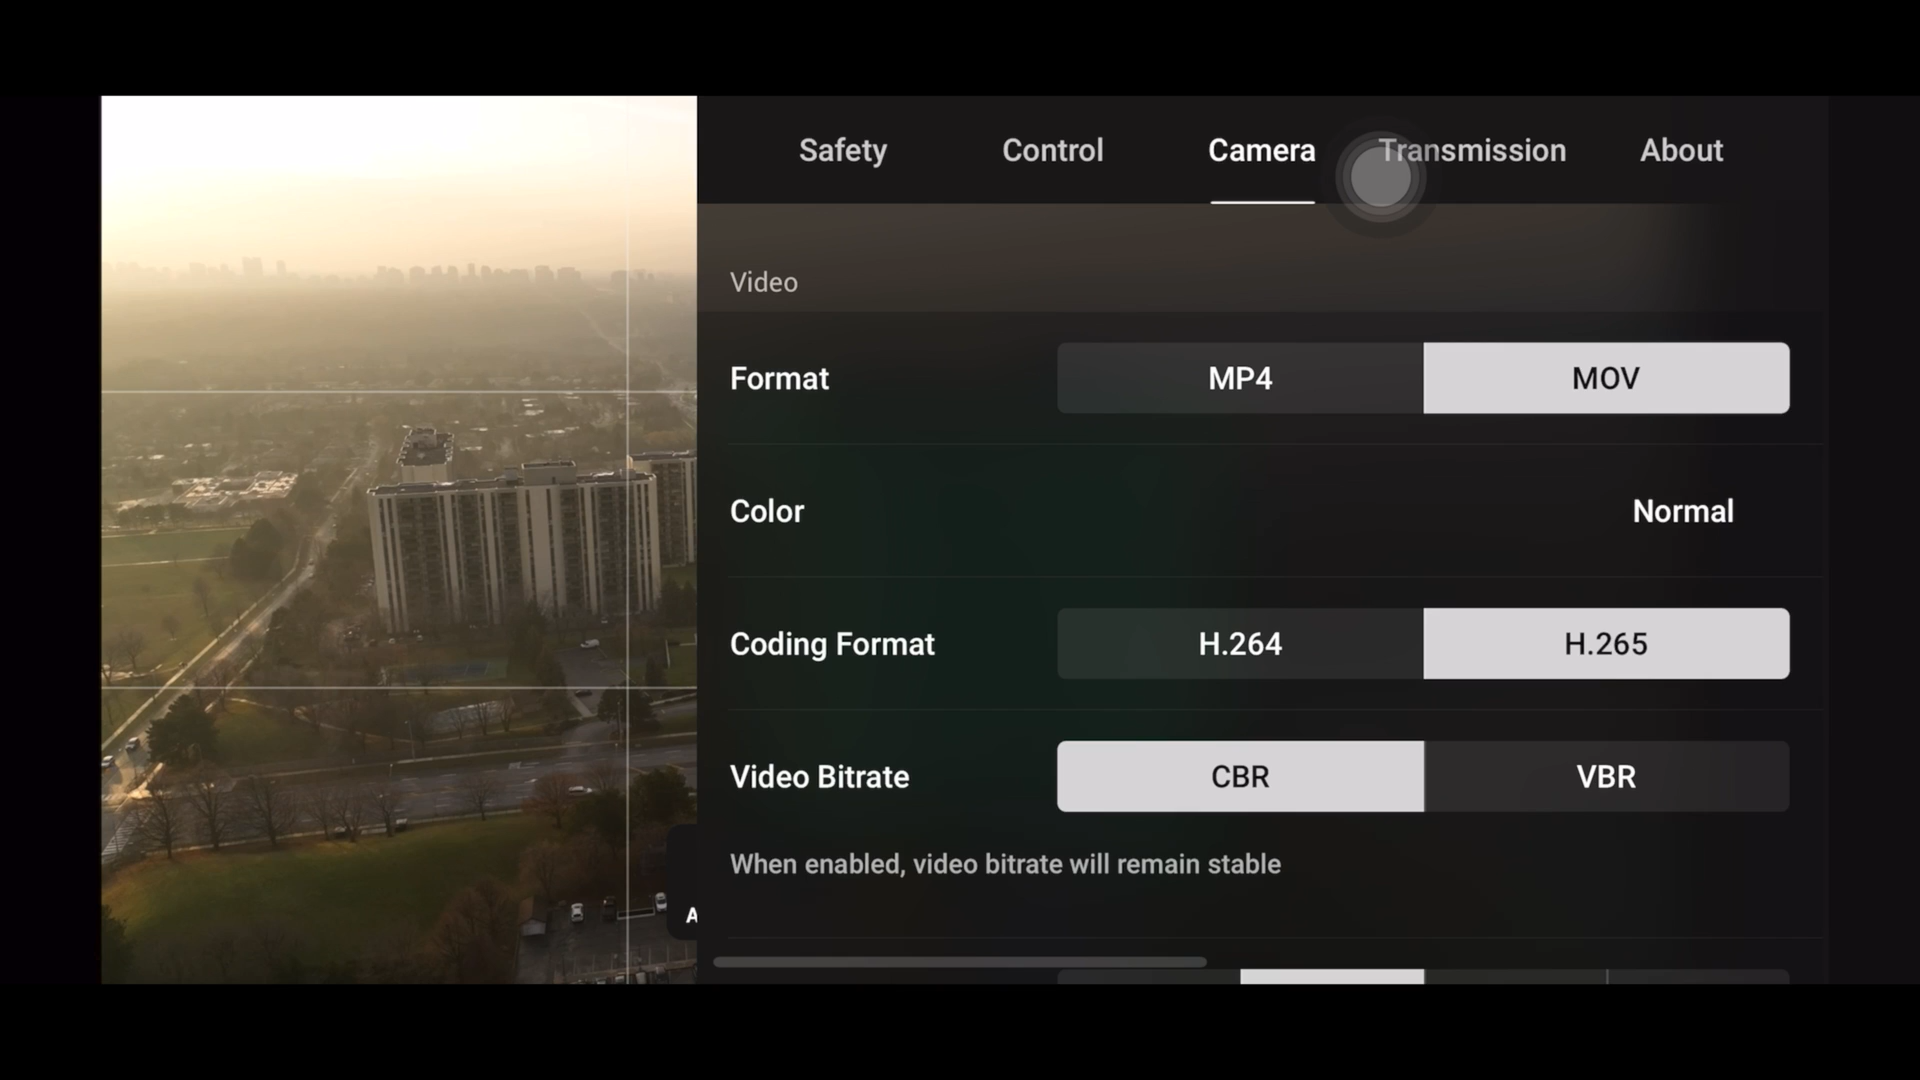 Safety Control Camera Transmission About
Video
Format MP4 MOV
Color Normal
Coding Format H.264 H.265
Video Bitrate CBR VBR
When enabled, video bitrate will remain stable
A